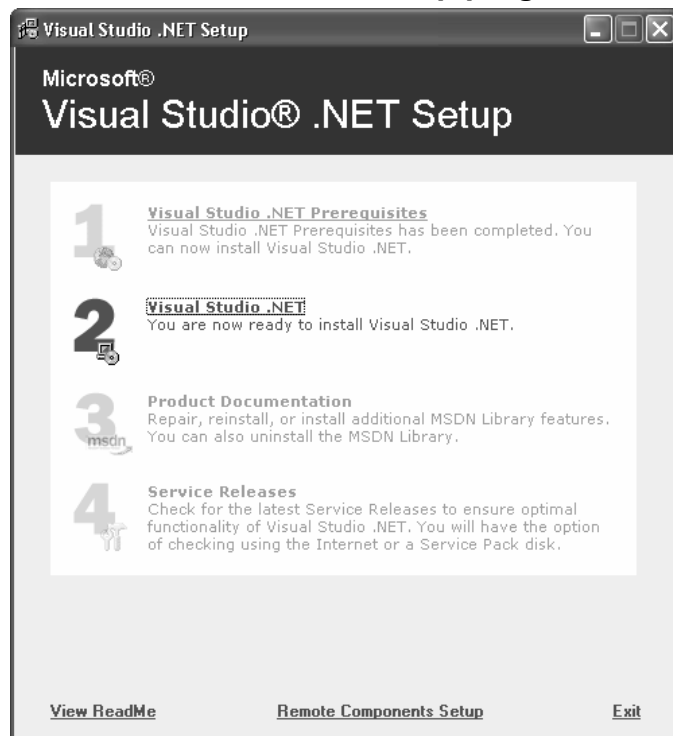 Visual Studio .NET Setup
Microsoft®
Visual Studio® .NET Setup
1
Visual Studio .NET Prerequisites
Visual Studio .NET Prerequisites has been completed. You
can now install Visual Studio .NET.
2
Visual Studio .NET
You are now ready to install Visual Studio .NET.
3
msdn
Product Documentation
Repair, reinstall, or install additional MSDN Library features.
You can also uninstall the MSDN Library.
4
Service Releases
Check for the latest Service Releases to ensure optimal
functionality of Visual Studio .NET. You will have the option
of checking using the Internet or a Service Pack disk.
View ReadMe
Remote Components Setup
Exit